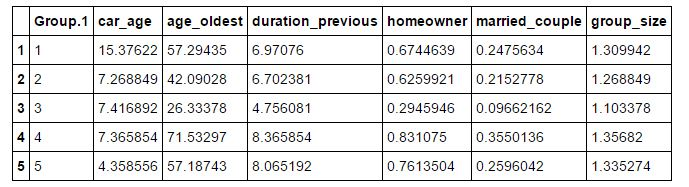 Group.1 car_age age_oldest duration_previous homeowner married_couple group_size
1 1 15.37622 57.29435 6.97076 0.6744639 0.2475634 1.309942
2 2 7.268849 42.09028 6.702381 0.6259921 0.2152778 1.268849
3 3 7.416892 26.33378 4.756081 0.2945946 0.09662162 1.103378
4 4 7.365854 71.53297 8.365854 0.831075 0.3550136 1.35682
5 5 4.358556 57.18743 8.065192 0.7613504 0.2596042 1.335274